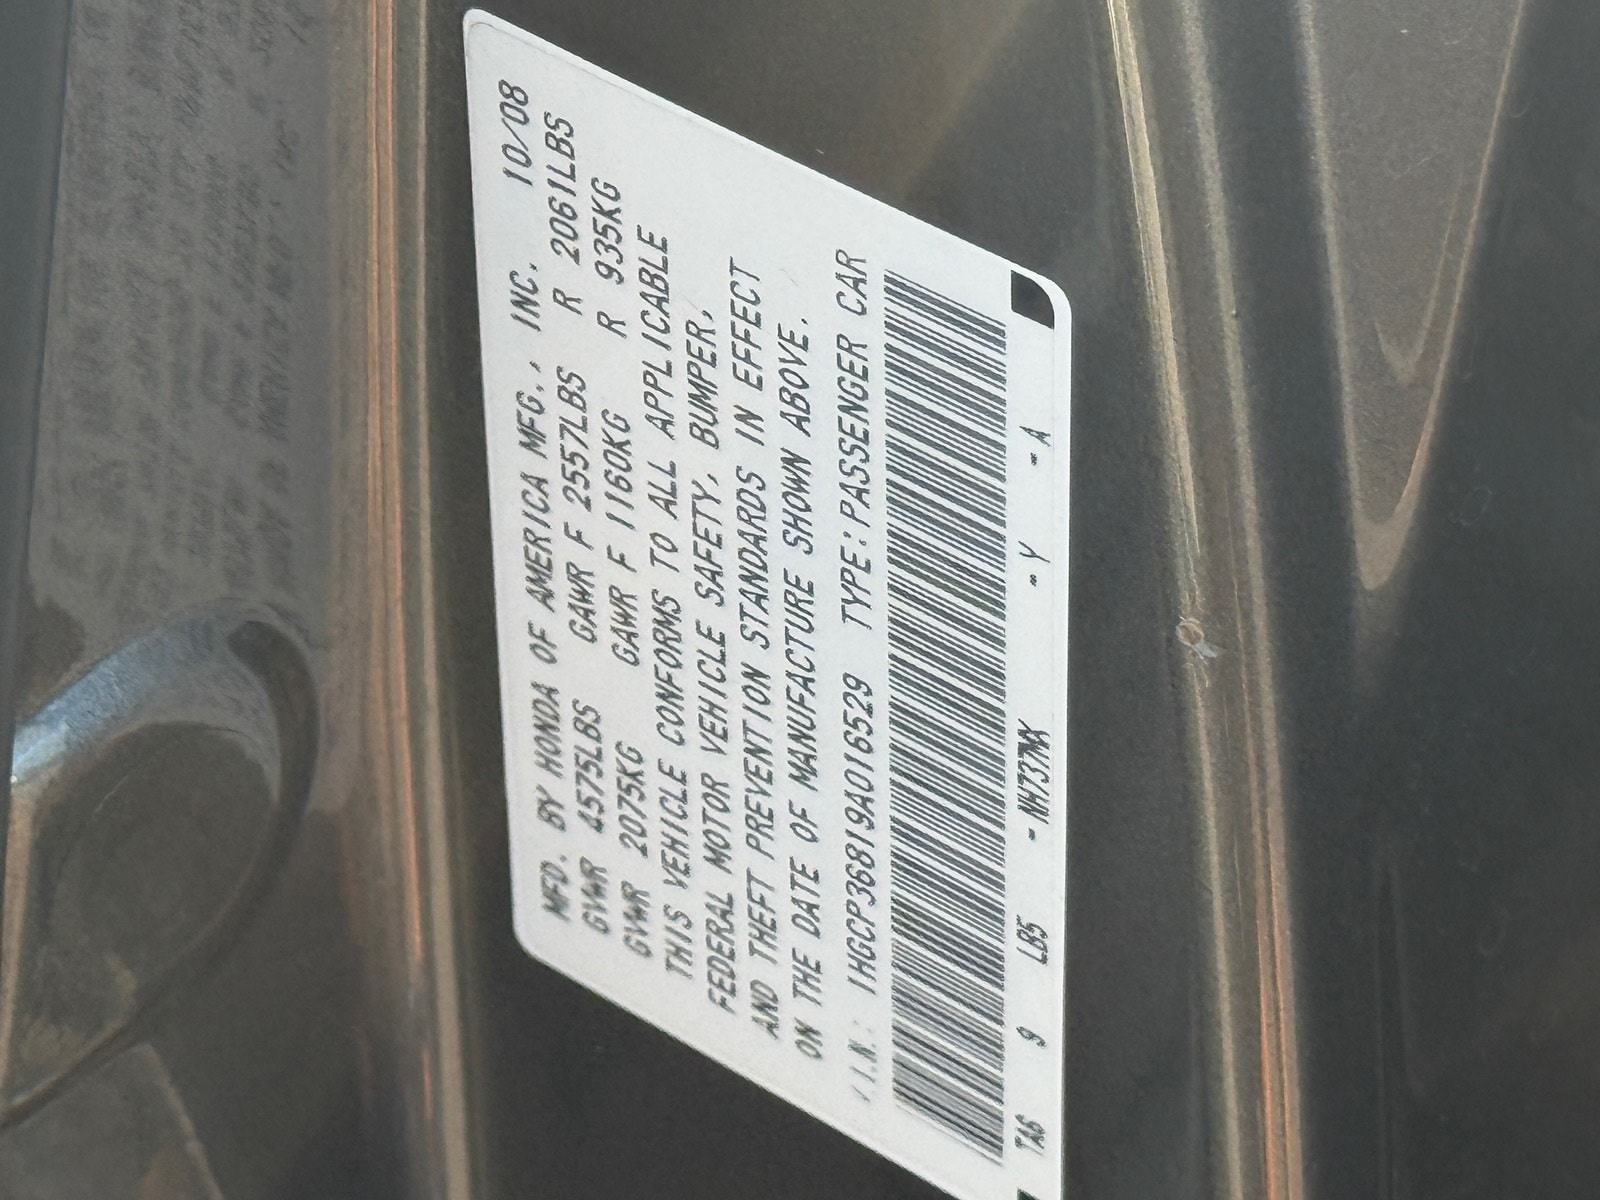 MFD. BY HONDA OF AMERICA MFG., INC. 10/08
GVWR 4575LBS GAWR F 2557LBS R 2061LBS
GVWR 2075KG GAWR F 1160KG R 935KG
THIS VEHICLE CONFORMS TO ALL APPLICABLE
FEDERAL MOTOR VEHICLE SAFETY, BUMPER,
AND THEFT PREVENTION STANDARDS IN EFFECT
ON THE DATE OF MANUFACTURE SHOWN ABOVE.
V.I.N.: 1HGCP36819A016529 TYPE:PASSENGER CAR
TA6 9 LB5 -NH737MX -Y -A